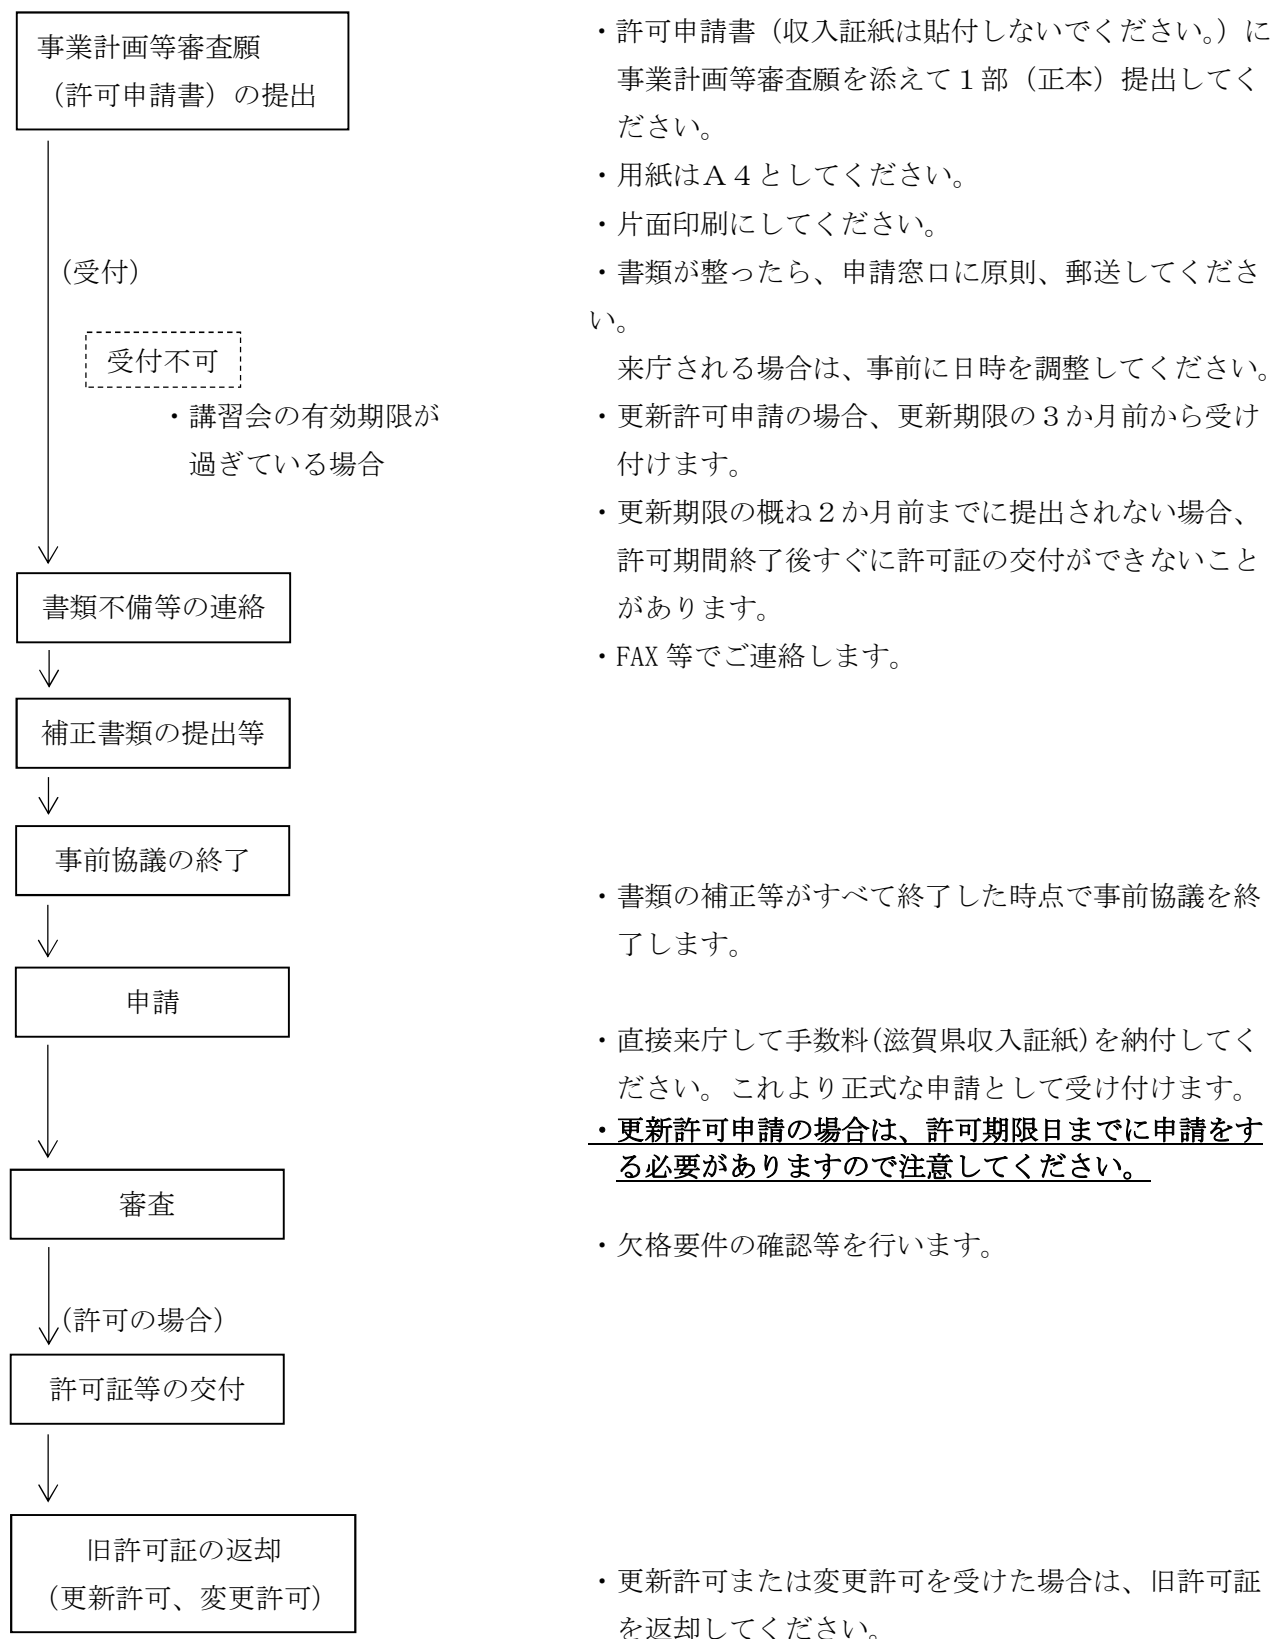 事業計画等審査願
（許可申請書）の提出
(受付)
受付不可
・講習会の有効期限が
過ぎている場合
書類不備等の連絡
補正書類の提出等
事前協議の終了
申請
審査
(許可の場合)
許可証等の交付
旧許可証の返却
（更新許可、変更許可）
・許可申請書（収入証紙は貼付しないでください。）に
事業計画等審査願を添えて１部（正本）提出してく
ださい。
・用紙はＡ４としてください。
・片面印刷にしてください。
・書類が整ったら、申請窓口に原則、郵送してくださ
い。
来庁される場合は、事前に日時を調整してください。
・更新許可申請の場合、更新期限の３か月前から受け
付けます。
・更新期限の概ね２か月前までに提出されない場合、
許可期間終了後すぐに許可証の交付ができないこと
があります。
・FAX 等でご連絡します。
・書類の補正等がすべて終了した時点で事前協議を終
了します。
・直接来庁して手数料(滋賀県収入証紙)を納付してく
ださい。これより正式な申請として受け付けます。
・更新許可申請の場合は、許可期限日までに申請をす
る必要がありますので注意してください。
・欠格要件の確認等を行います。
・更新許可または変更許可を受けた場合は、旧許可証
を返却してください。